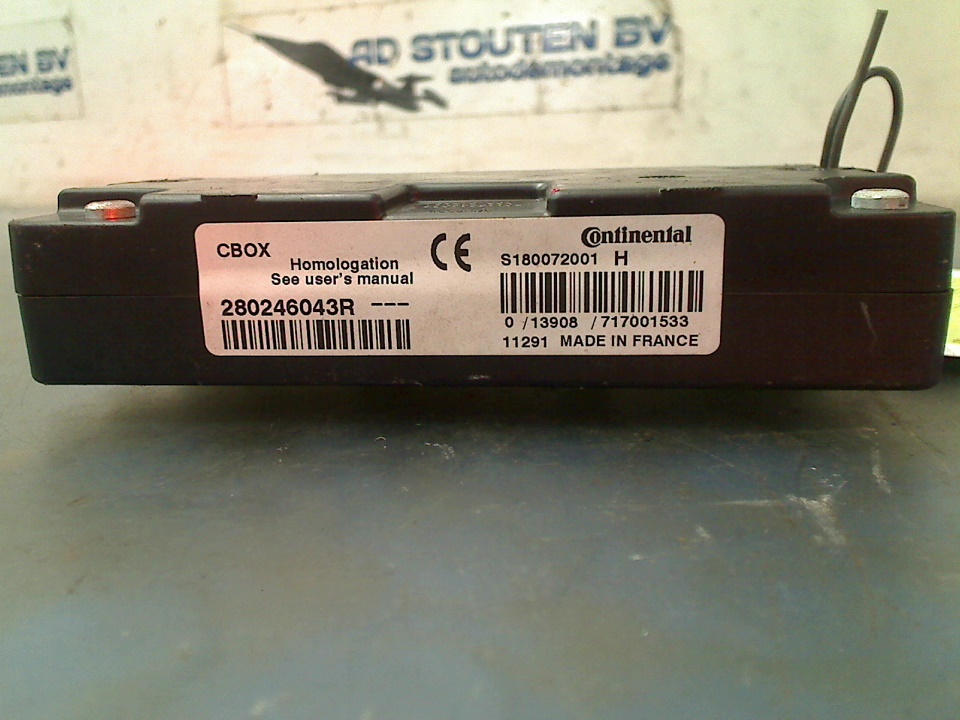 AD STOUTEN BV
autodemontage
EN BV
montage
CBOX
Homologation
See user's manual
280246043R ---
CE
Continental
S180072001 H
0 /13908 /717001533
11291 MADE IN FRANCE